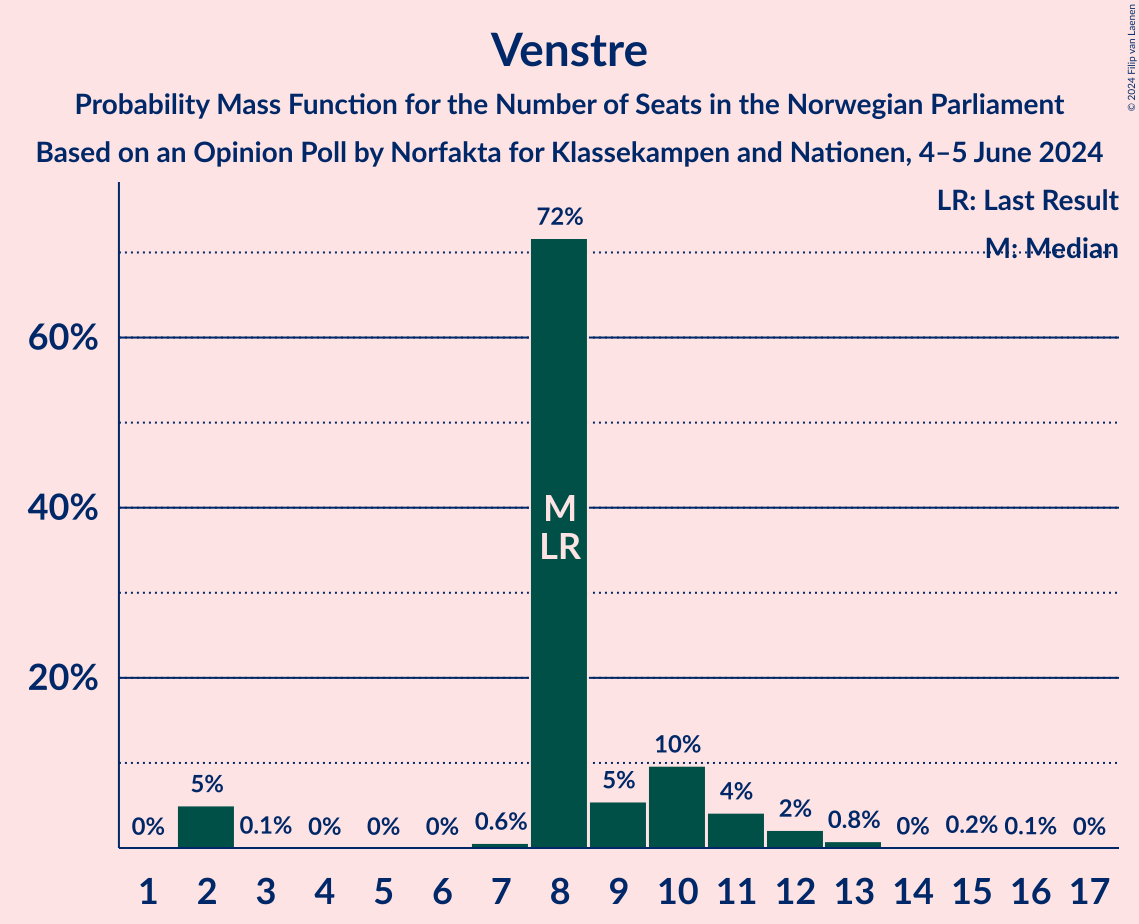 Venstre
Probability Mass Function for the Number of Seats in the Norwegian Parliament
Based on an Opinion Poll by Norfakta for Klassekampen and Nationen, 4–5 June 2024
© 2024 Filip van Laenen
LR: Last Result
M: Median
60%
40%
20%
0%
5%
0.1%
0%
0%
0%
0.6%
72%
5%
10%
4%
2%
0.8%
0%
0.2%
0.1%
0%
M
LR
1 2 3 4 5 6 7 8 9 10 11 12 13 14 15 16 17